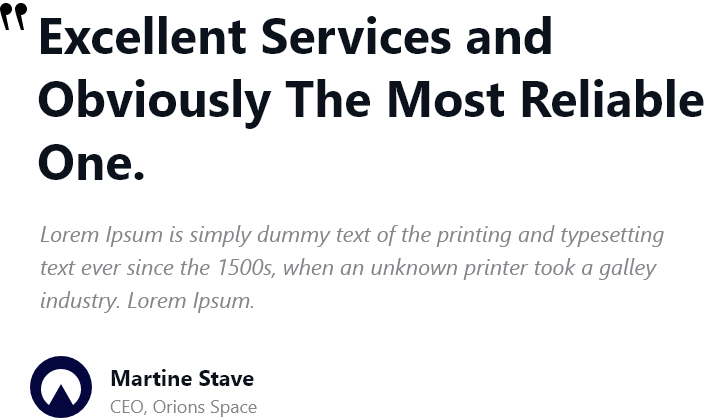 " Excellent Services and
Obviously The Most Reliable
One.
Lorem Ipsum is simply dummy text of the printing and typesetting
text ever since the 1500s, when an unknown printer took a galley
industry. Lorem Ipsum.
Martine Stave
CEO, Orions Space